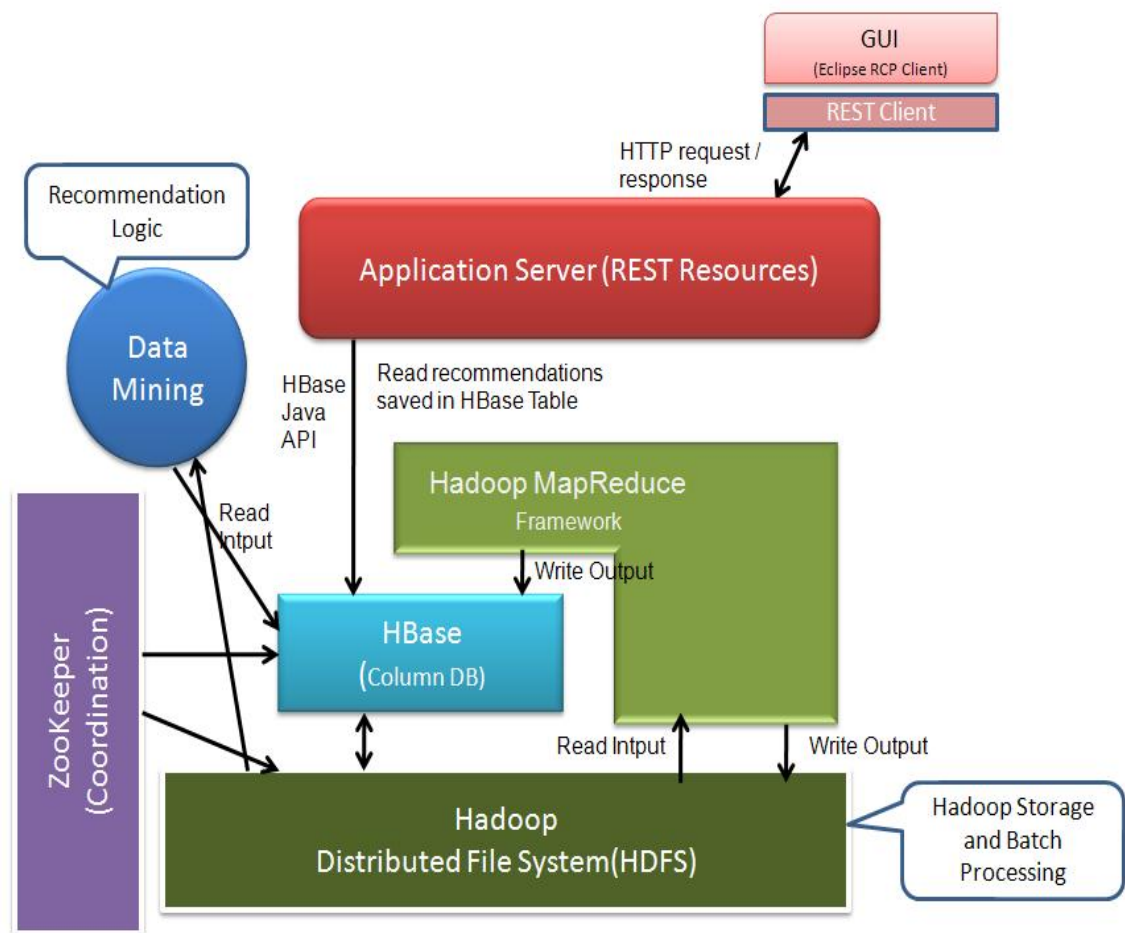 GUI
(Eclipse RCP Client)
REST Client
HTTP request /
response
Recommendation
Logic
Application Server (REST Resources)
Data
Mining
HBase
Java
API
Read recommendations
saved in HBase Table
Hadoop MapReduce
Framework
Read
Intput
Write Output
HBase
(Column DB)
ZooKeeper
(Coordination)
Read Intput
Write Output
Hadoop
Distributed File System(HDFS)
Hadoop Storage
and Batch
Processing